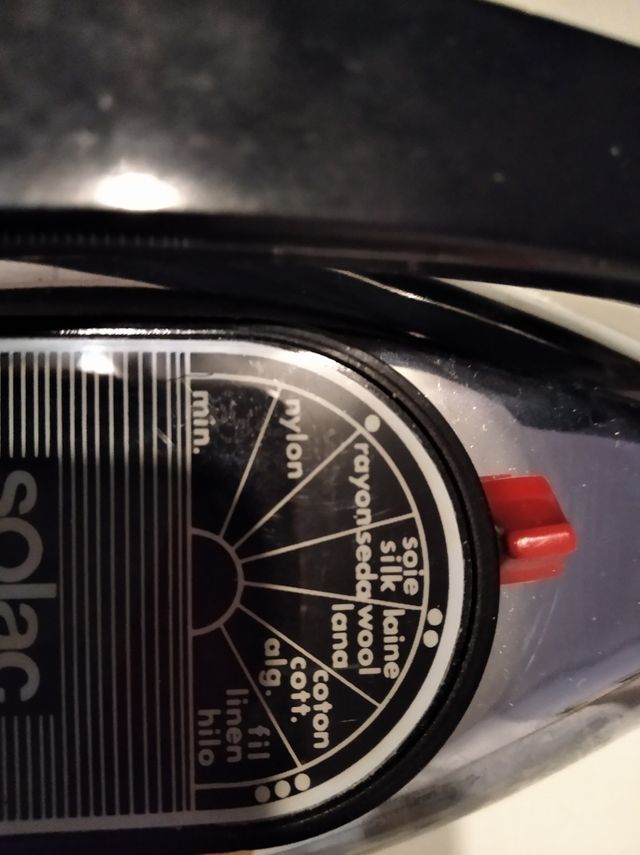 solac
min.
nylon
rayon
soie
silk
seda
laine
wool
lana
coton
cott.
alg.
fil
linen
hilo